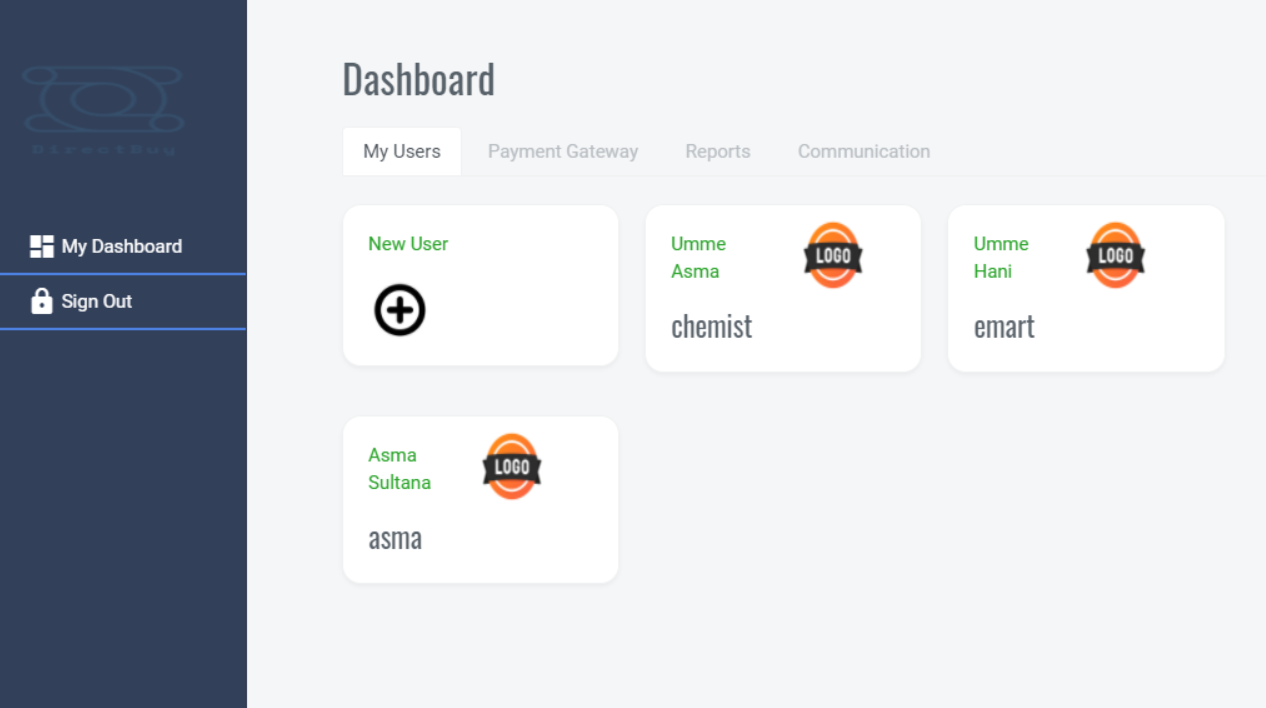 DirectBuy
My Dashboard
Sign Out
Dashboard
My Users Payment Gateway Reports Communication
New User
Umme
Asma
LOGO
chemist
Umme
Hani
LOGO
emart
Asma
Sultana
LOGO
asma